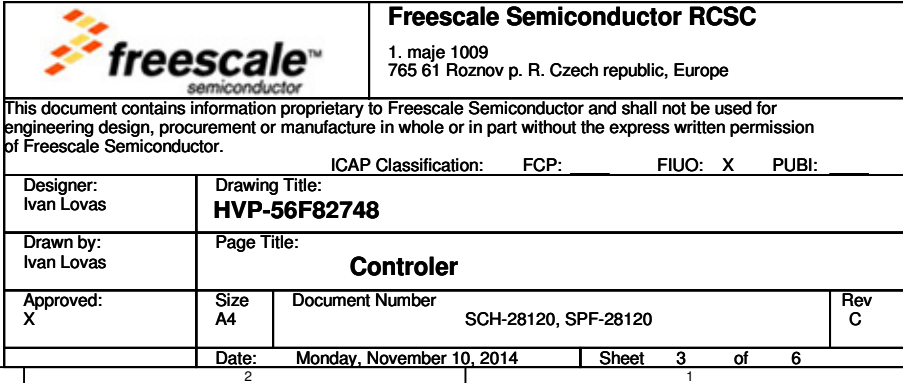 freescale™
semiconductor
Freescale Semiconductor RCSC
1. maje 1009
765 61 Roznov p. R. Czech republic, Europe
This document contains information proprietary to Freescale Semiconductor and shall not be used for
engineering design, procurement or manufacture in whole or in part without the express written permission
of Freescale Semiconductor.
ICAP Classification: FCP: ____ FIUO: X PUBI: ____
Designer:
Ivan Lovas
Drawing Title:
HVP-56F82748
Drawn by:
Ivan Lovas
Page Title:
Controler
Approved:
X
Size
A4
Document Number
SCH-28120, SPF-28120
Rev
C
Date: Monday, November 10, 2014
Sheet 3 of 6
2 1